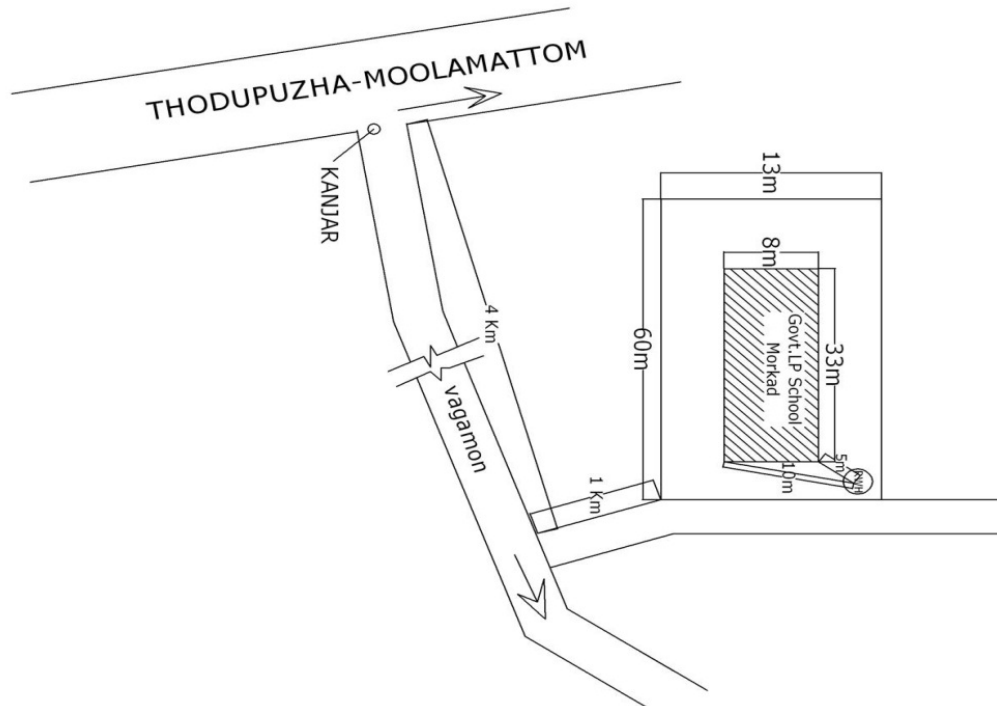 THODUPUZHA-MOOLAMATTOM
KANJAR
13m
8m
4 Km
60m
Govt.LP School
Morkad
33m
vagamon
5m
RWH
10m
1 Km